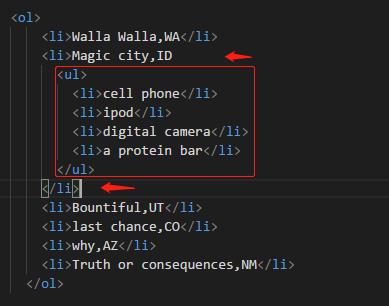 <ol>
<li>Walla Walla,WA</li>
<li>Magic city,ID
<ul>
<li>cell phone</li>
<li>ipod</li>
<li>digital camera</li>
<li>a protein bar</li>
</ul>
</li>
<li>Bountiful,UT</li>
<li>last chance,CO</li>
<li>why,AZ</li>
<li>Truth or consequences,NM</li>
</ol>